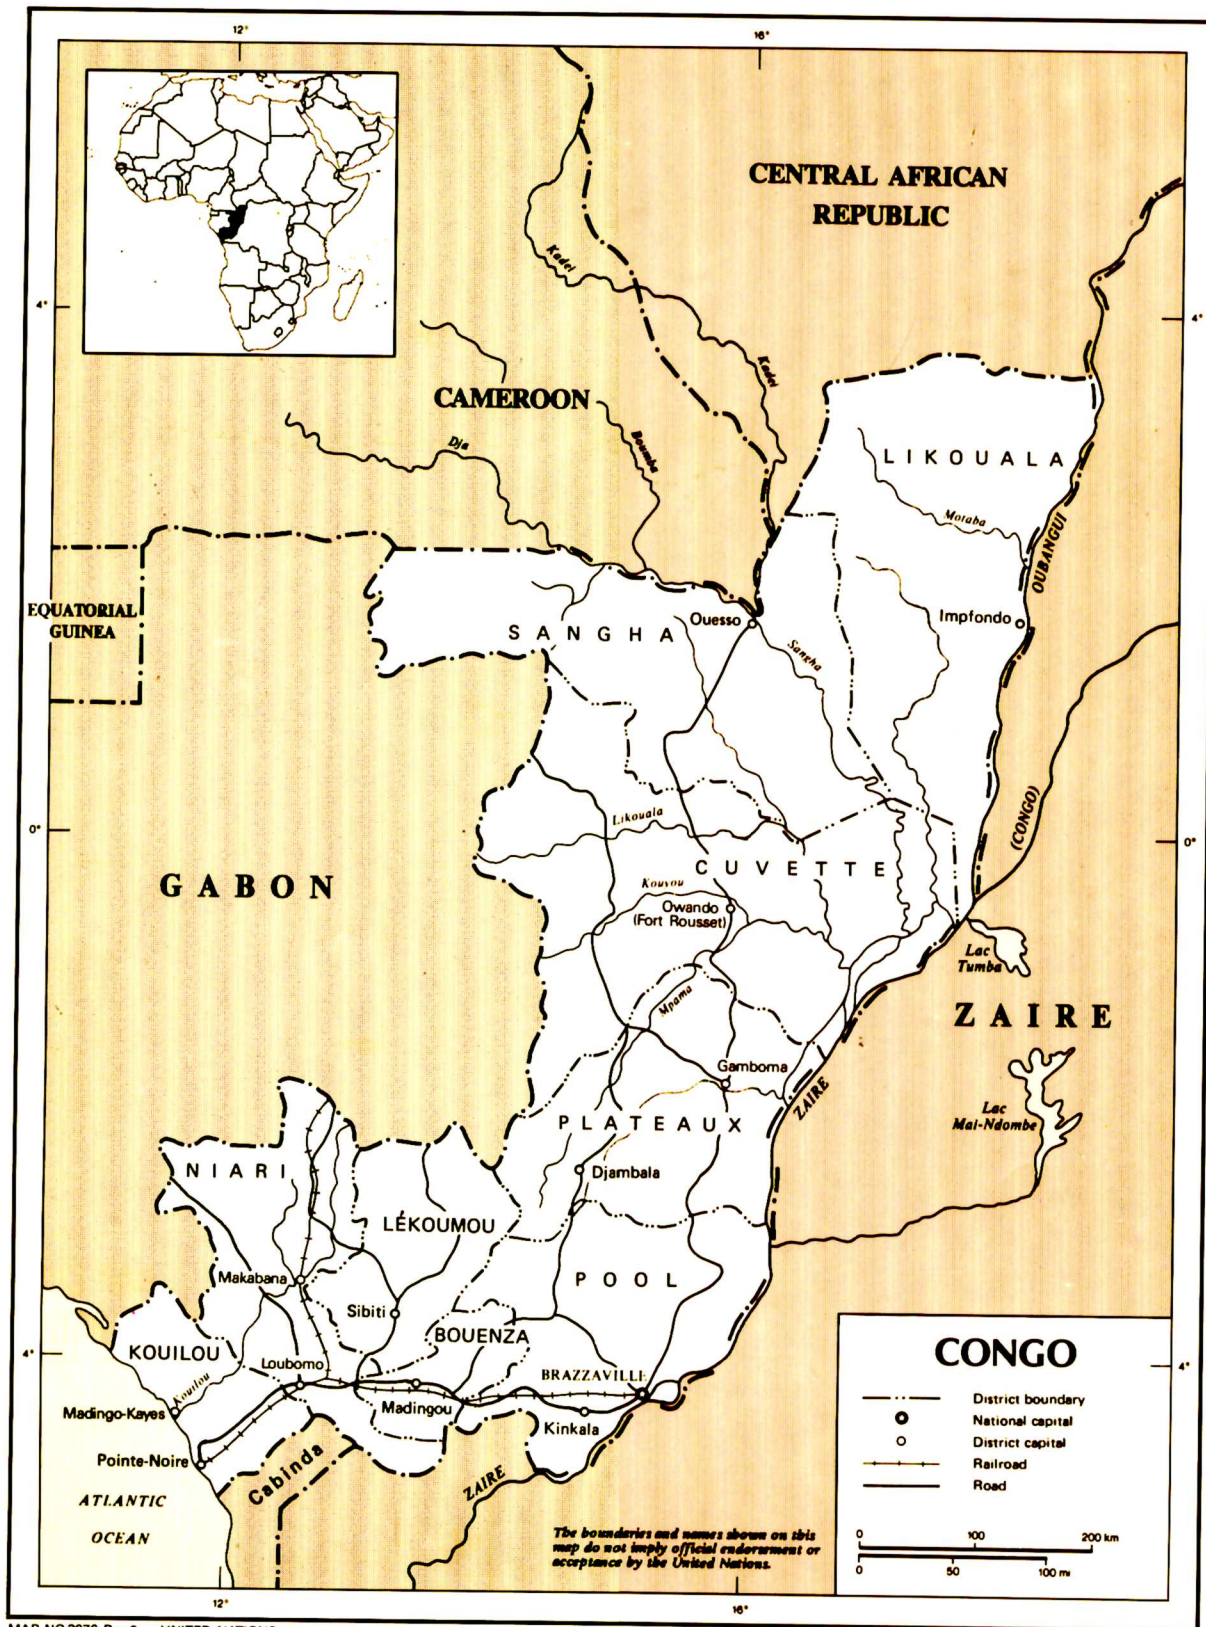 12°
16°
CENTRAL AFRICAN
REPUBLIC
Kadei
4°
4°
Kadei
CAMEROON
Dja
Boumba
LIKOUALA
Motaba
OUBANGUI
EQUATORIAL
GUINEA
SANGHA
Ouesso
Impfondo
Sangha
0°
Likouala
(CONGO)
0°
GABON
CUVETTE
Kouyou
Owando
(Fort Rousset)
Lac
Tumba
Mpama
ZAIRE
Gamboma
ZAIRE
Lac
Mai-Ndombe
PLATEAUX
NIARI
Djambala
LÉKOUMOU
Makabana
POOL
Sibiti
BOUENZA
KOUILOU
4°
Loubomo
BRAZZAVILLE
4°
Kouilou
Madingo-Kayes
Madingou
Kinkala
Pointe-Noire
Cabinda
ZAIRE
ATLANTIC
OCEAN
CONGO
District boundary
National capital
District capital
Railroad
Road
0 100 200 km
0 50 100 mi
The boundaries and names shown on this
map do not imply official endorsement or
acceptance by the United Nations.
12°
16°